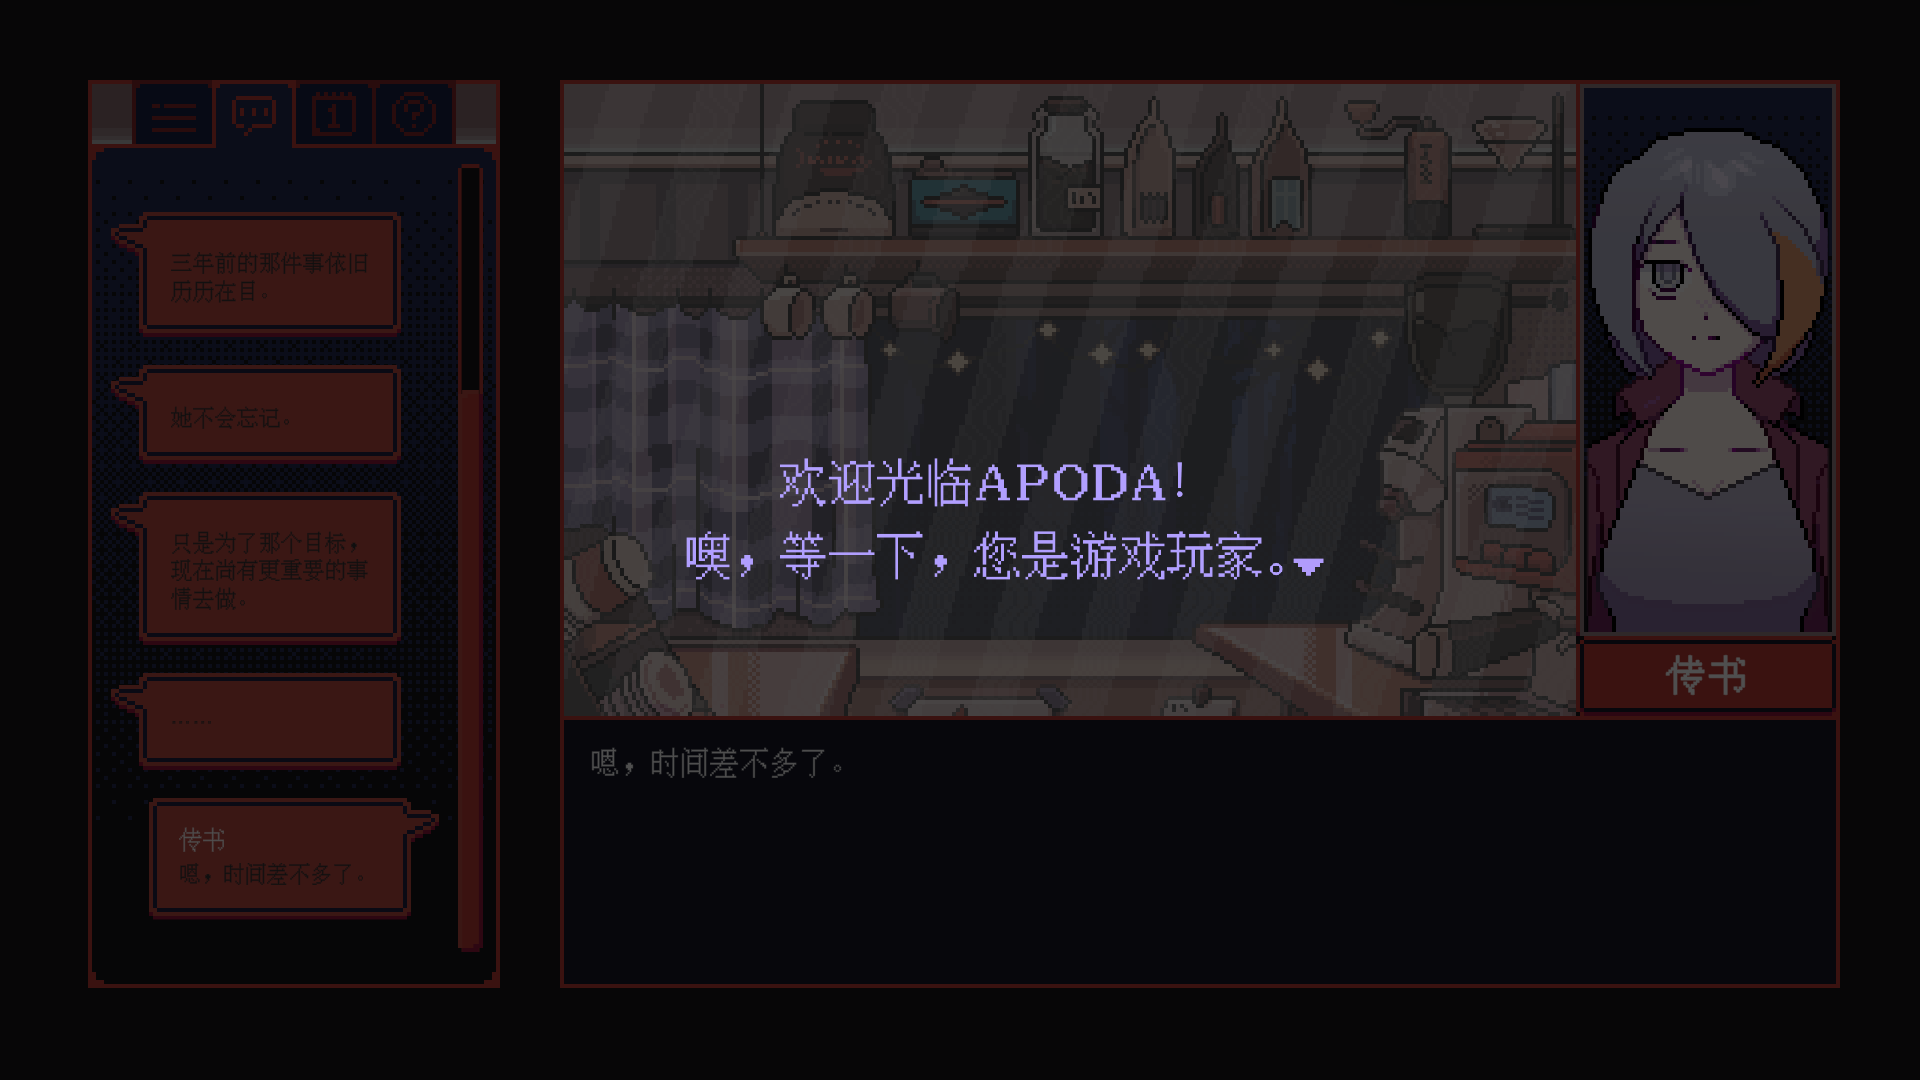 三年前的那件事依旧
历历在目。
她不会忘记。
只是为了那个目标，
现在尚有更重要的事
情去做。
……
传书
嗯，时间差不多了。
欢迎光临APODA!
噢，等一下，您是游戏玩家。
传书
嗯，时间差不多了。
1
?